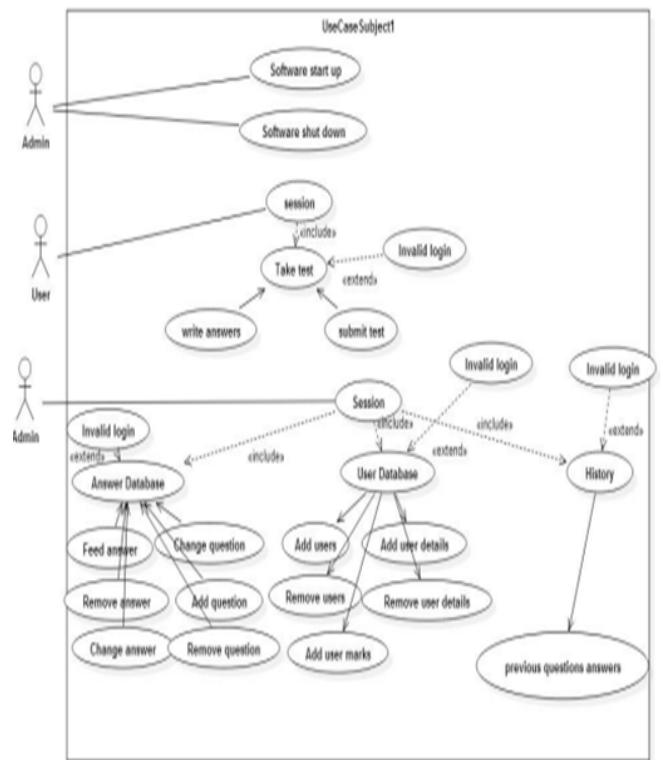 UseCaseSubject1
Software start up
Admin
Software shut down
session
«include»
Invalid login
User
Take test
«extend»
write answers
submit test
Invalid login
Invalid login
Admin
Session
Invalid login
«include»
«include»
«extend»
«include»
«extend»
«extend»
Answer Database
User Database
History
Feed answer
Change question
Add users
Add user details
Remove answer
Add question
Remove users
Remove user details
Change answer
Remove question
Add user marks
previous questions answers